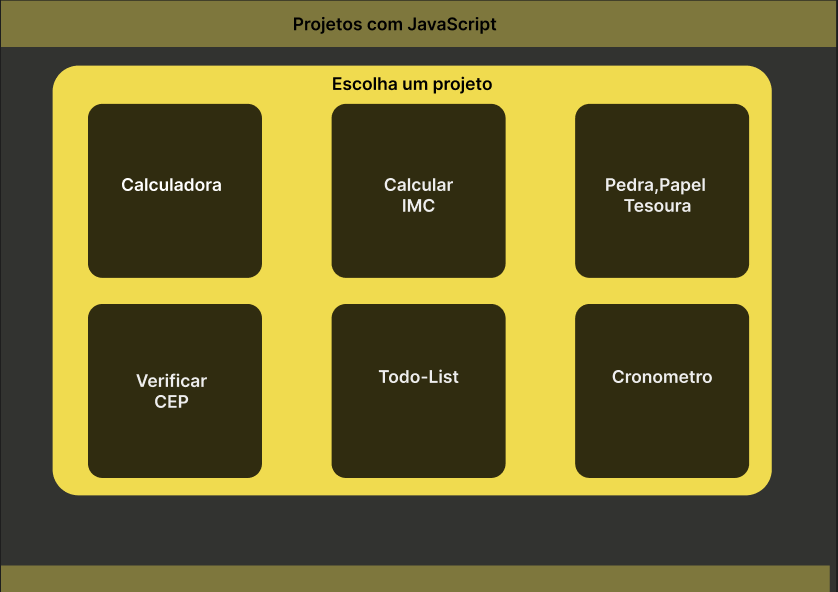 Projetos com JavaScript
Escolha um projeto
Calculadora
Calcular
IMC
Pedra,Papel
Tesoura
Verificar
CEP
Todo-List
Cronometro